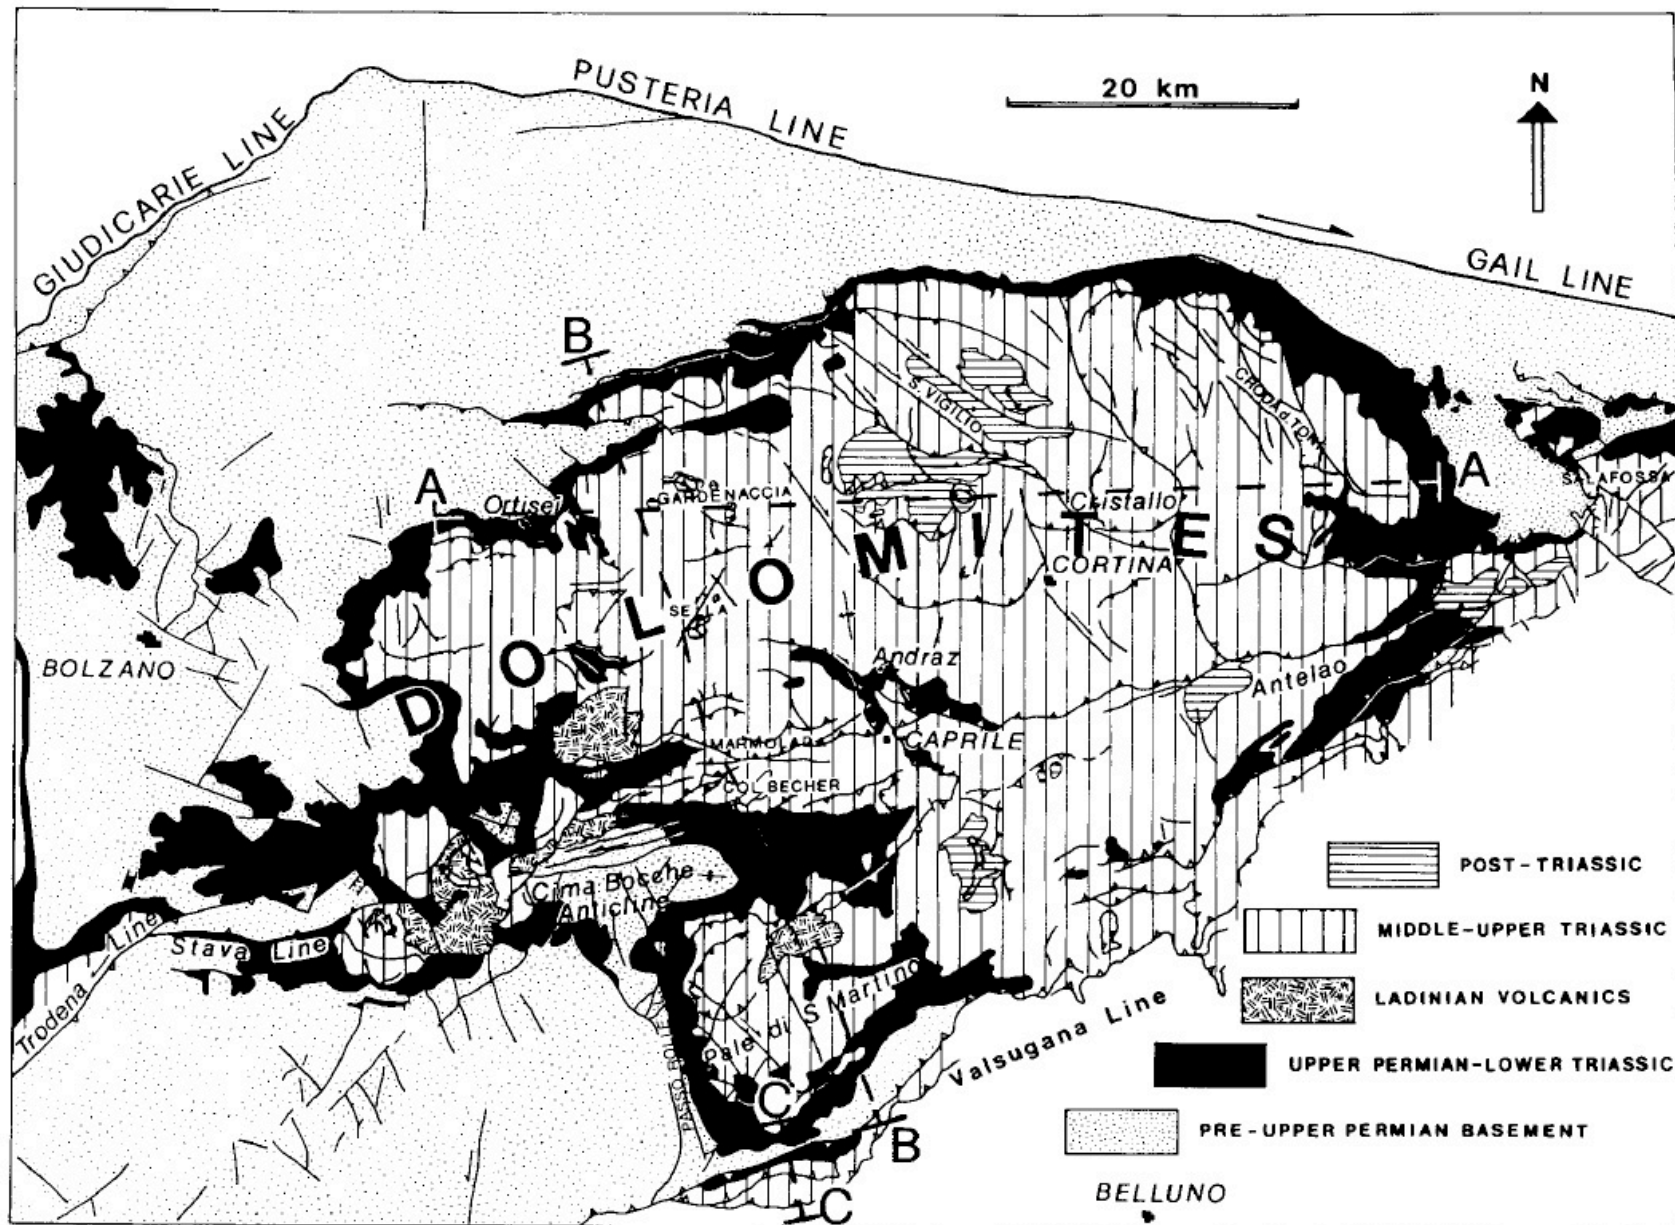 PUSTERIA LINE
20 km
N
GIUDICARIE LINE
GAIL LINE
B
S. VIGILIO
A
A
Ortisei
GARDENACCIA
Cristallo
SALAFOSSA
DOLOMITES
CORTINA
SELLA
BOLZANO
Andraz
Antelao
MARMOLADA
CAPRILE
COL BECHER
Cima Bocche
Anticline
Trodena Line
Stava Line
Pale di S Martino
PASSO ROLLE
Valsugana Line
C
B
C
POST-TRIASSIC
MIDDLE-UPPER TRIASSIC
LADINIAN VOLCANICS
UPPER PERMIAN-LOWER TRIASSIC
PRE-UPPER PERMIAN BASEMENT
BELLUNO